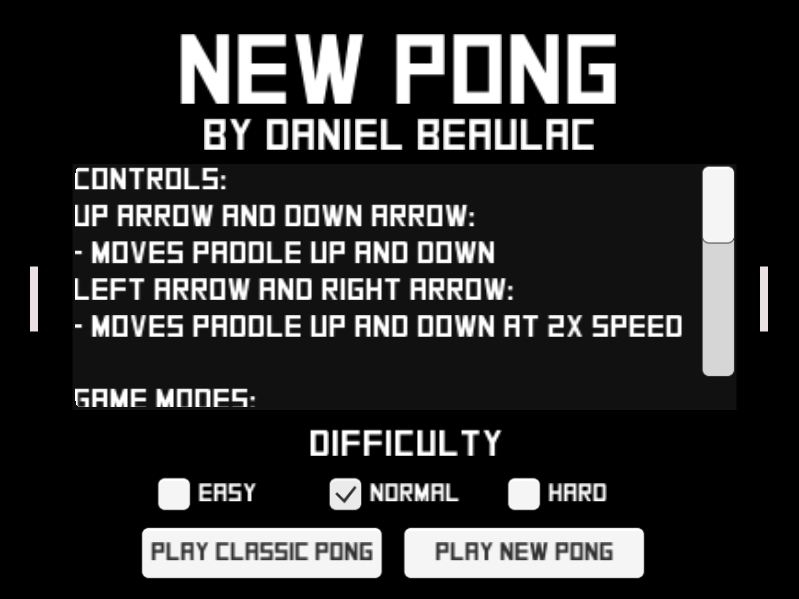 NEW PONG
BY DANIEL BEAULAC
CONTROLS:
UP ARROW AND DOWN ARROW:
- MOVES PADDLE UP AND DOWN
LEFT ARROW AND RIGHT ARROW:
- MOVES PADDLE UP AND DOWN AT 2X SPEED
GAME MODES:
DIFFICULTY
EASY NORMAL HARD
PLAY CLASSIC PONG PLAY NEW PONG